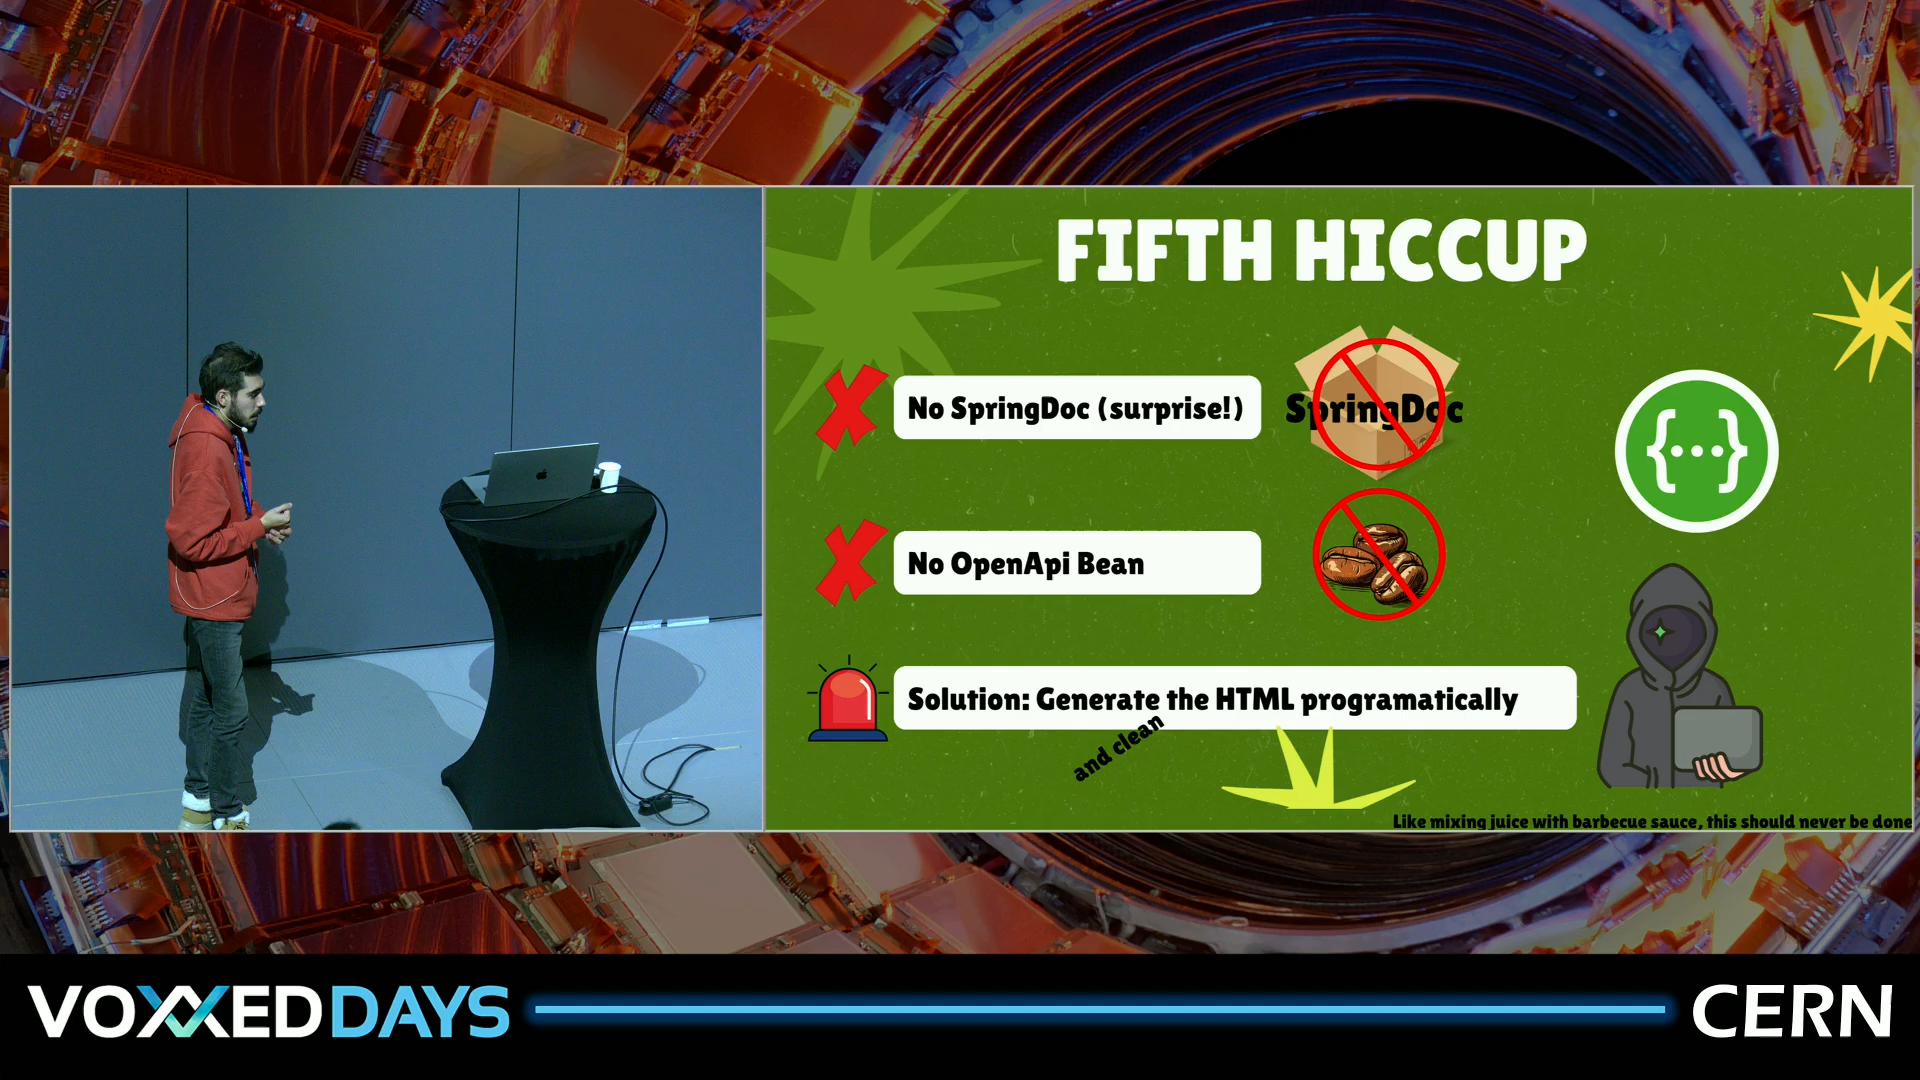 FIFTH HICCUP
No SpringDoc (surprise!)
SpringDoc
{...}
No OpenApi Bean
Solution: Generate the HTML programatically
and clean
Like mixing juice with barbecue sauce, this should never be done
VOXXEDDAYS
CERN